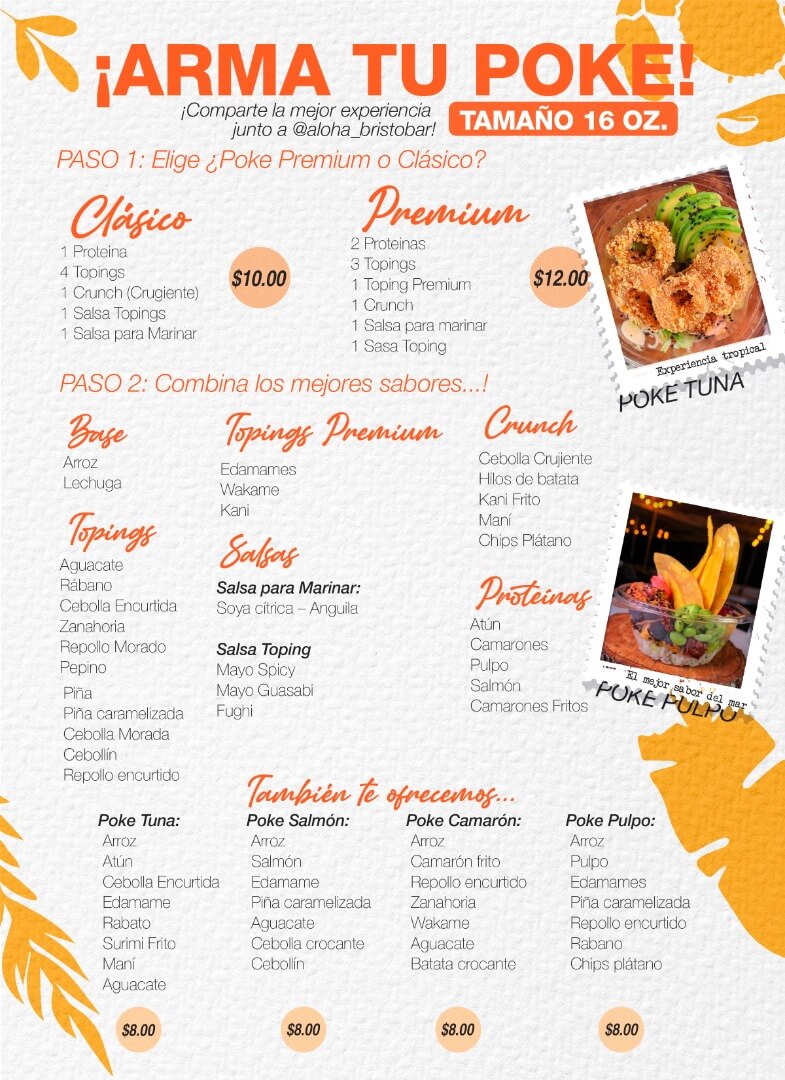 ¡ARMA TU POKE!
¡Comparte la mejor experiencia
junto a @aloha_bristobar!
TAMAÑO 16 OZ.
PASO 1: Elige ¿Poke Premium o Clásico?
Clásico
1 Proteina
4 Topings
1 Crunch (Crugiente)
1 Salsa Topings
1 Salsa para Marinar
$10.00
Premium
2 Proteinas
3 Topings
1 Toping Premium
1 Crunch
1 Salsa para marinar
1 Sasa Toping
$12.00
Experiencia tropical
POKE TUNA
PASO 2: Combina los mejores sabores...!
Base
Arroz
Lechuga
Topings
Aguacate
Rábano
Cebolla Encurtida
Zanahoria
Repollo Morado
Pepino
Piña
Piña caramelizada
Cebolla Morada
Cebollín
Repollo encurtido
Topings Premium
Edamames
Wakame
Kani
Salsas
Salsa para Marinar:
Soya cítrica – Anguila
Salsa Toping
Mayo Spicy
Mayo Guasabi
Fughi
Crunch
Cebolla Crujiente
Hilos de batata
Kani Frito
Maní
Chips Plátano
Proteínas
Atún
Camarones
Pulpo
Salmón
Camarones Fritos
El mejor sabor del mar
POKE PULPO
También te ofrecemos...
Poke Tuna:
Arroz
Atún
Cebolla Encurtida
Edamame
Rabato
Surimi Frito
Maní
Aguacate
$8.00
Poke Salmón:
Arroz
Salmón
Edamame
Piña caramelizada
Aguacate
Cebolla crocante
Cebollín
$8.00
Poke Camarón:
Arroz
Camarón frito
Repollo encurtido
Zanahoria
Wakame
Aguacate
Batata crocante
$8.00
Poke Pulpo:
Arroz
Pulpo
Edamames
Piña caramelizada
Repollo encurtido
Rabano
Chips plátano
$8.00